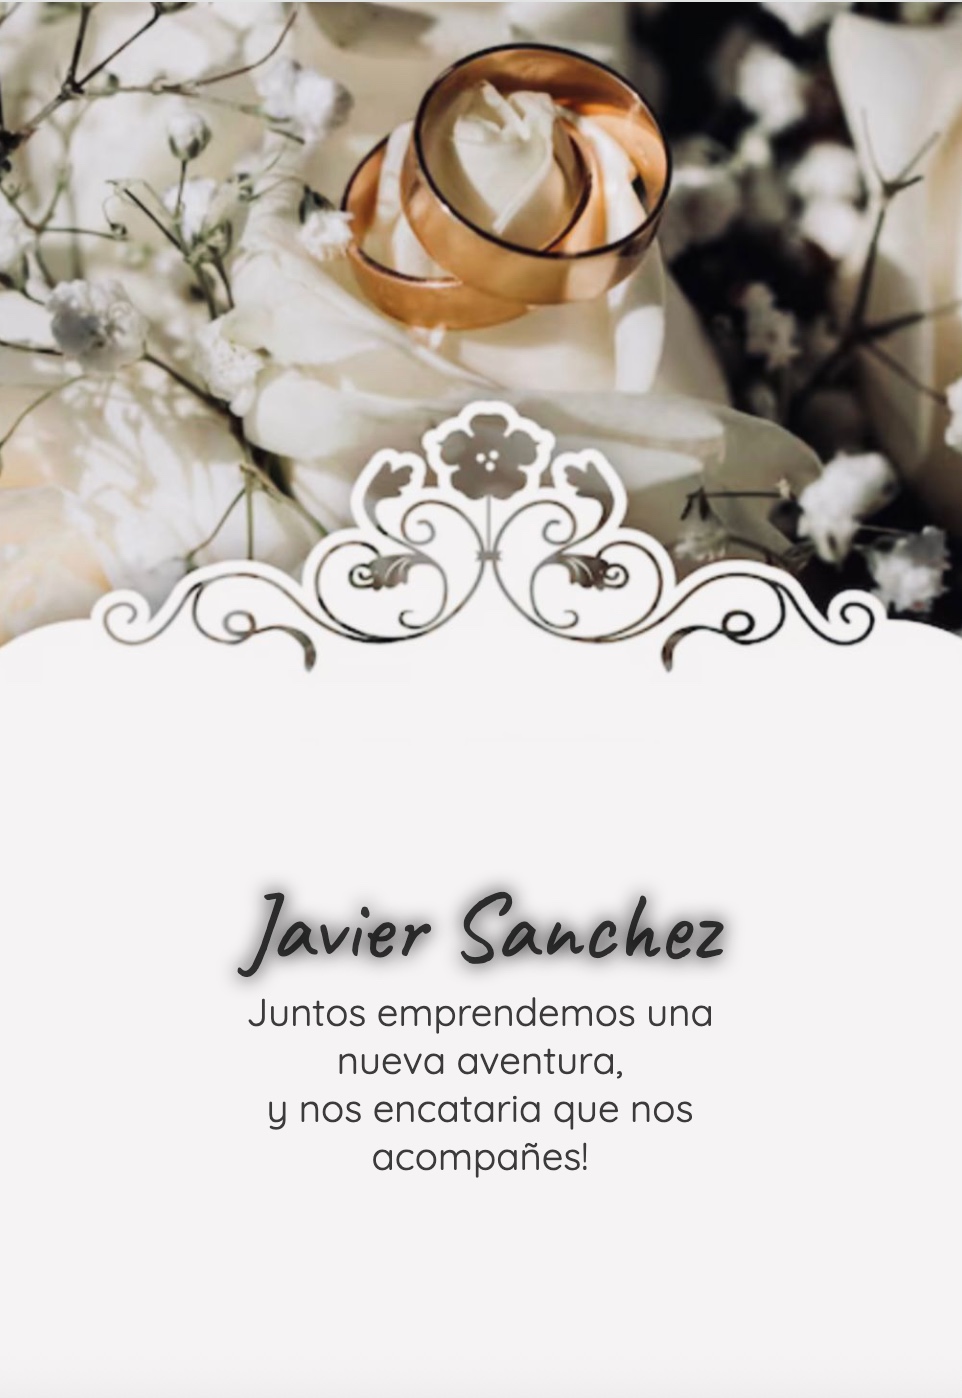 Javier Sanchez
Juntos emprendemos una
nueva aventura,
y nos encataria que nos
acompañes!